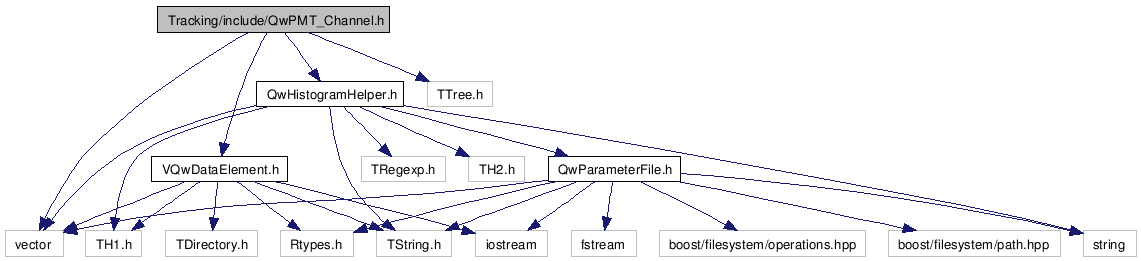 Tracking/include/QwPMT_Channel.h
QwHistogramHelper.h
TTree.h
VQwDataElement.h
TRegexp.h
TH2.h
QwParameterFile.h
vector
TH1.h
TDirectory.h
Rtypes.h
TString.h
iostream
fstream
boost/filesystem/operations.hpp
boost/filesystem/path.hpp
string